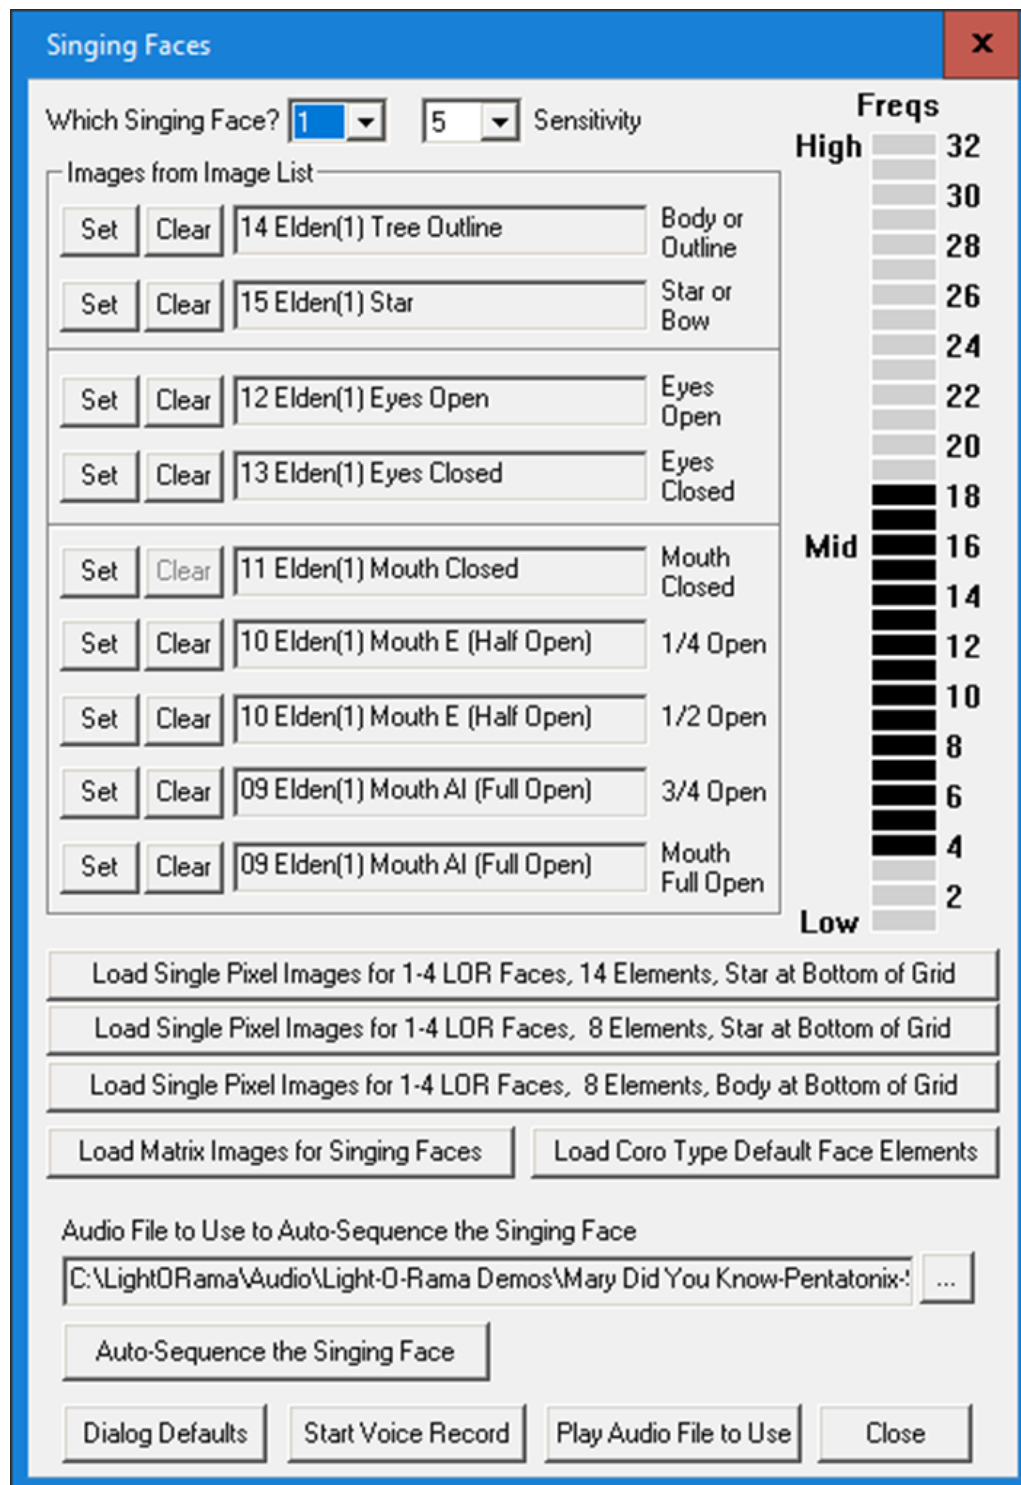 Singing Faces
x
Which Singing Face? 1 5 Sensitivity
Freqs
High 32
30
28
26
24
22
20
18
Mid 16
14
12
10
8
6
4
2
Low
Images from Image List
Set Clear 14 Elden(1) Tree Outline Body or
Outline
Set Clear 15 Elden(1) Star Star or
Bow
Set Clear 12 Elden(1) Eyes Open Eyes
Open
Set Clear 13 Elden(1) Eyes Closed Eyes
Closed
Set Clear 11 Elden(1) Mouth Closed Mouth
Closed
Set Clear 10 Elden(1) Mouth E (Half Open) 1/4 Open
Set Clear 10 Elden(1) Mouth E (Half Open) 1/2 Open
Set Clear 09 Elden(1) Mouth AI (Full Open) 3/4 Open
Set Clear 09 Elden(1) Mouth AI (Full Open) Mouth
Full Open
Load Single Pixel Images for 1-4 LOR Faces, 14 Elements, Star at Bottom of Grid
Load Single Pixel Images for 1-4 LOR Faces, 8 Elements, Star at Bottom of Grid
Load Single Pixel Images for 1-4 LOR Faces, 8 Elements, Body at Bottom of Grid
Load Matrix Images for Singing Faces Load Coro Type Default Face Elements
Audio File to Use to Auto-Sequence the Singing Face
C:\LightORama\Audio\Light-O-Rama Demos\Mary Did You Know-Pentatonix- ...
Auto-Sequence the Singing Face
Dialog Defaults Start Voice Record Play Audio File to Use Close